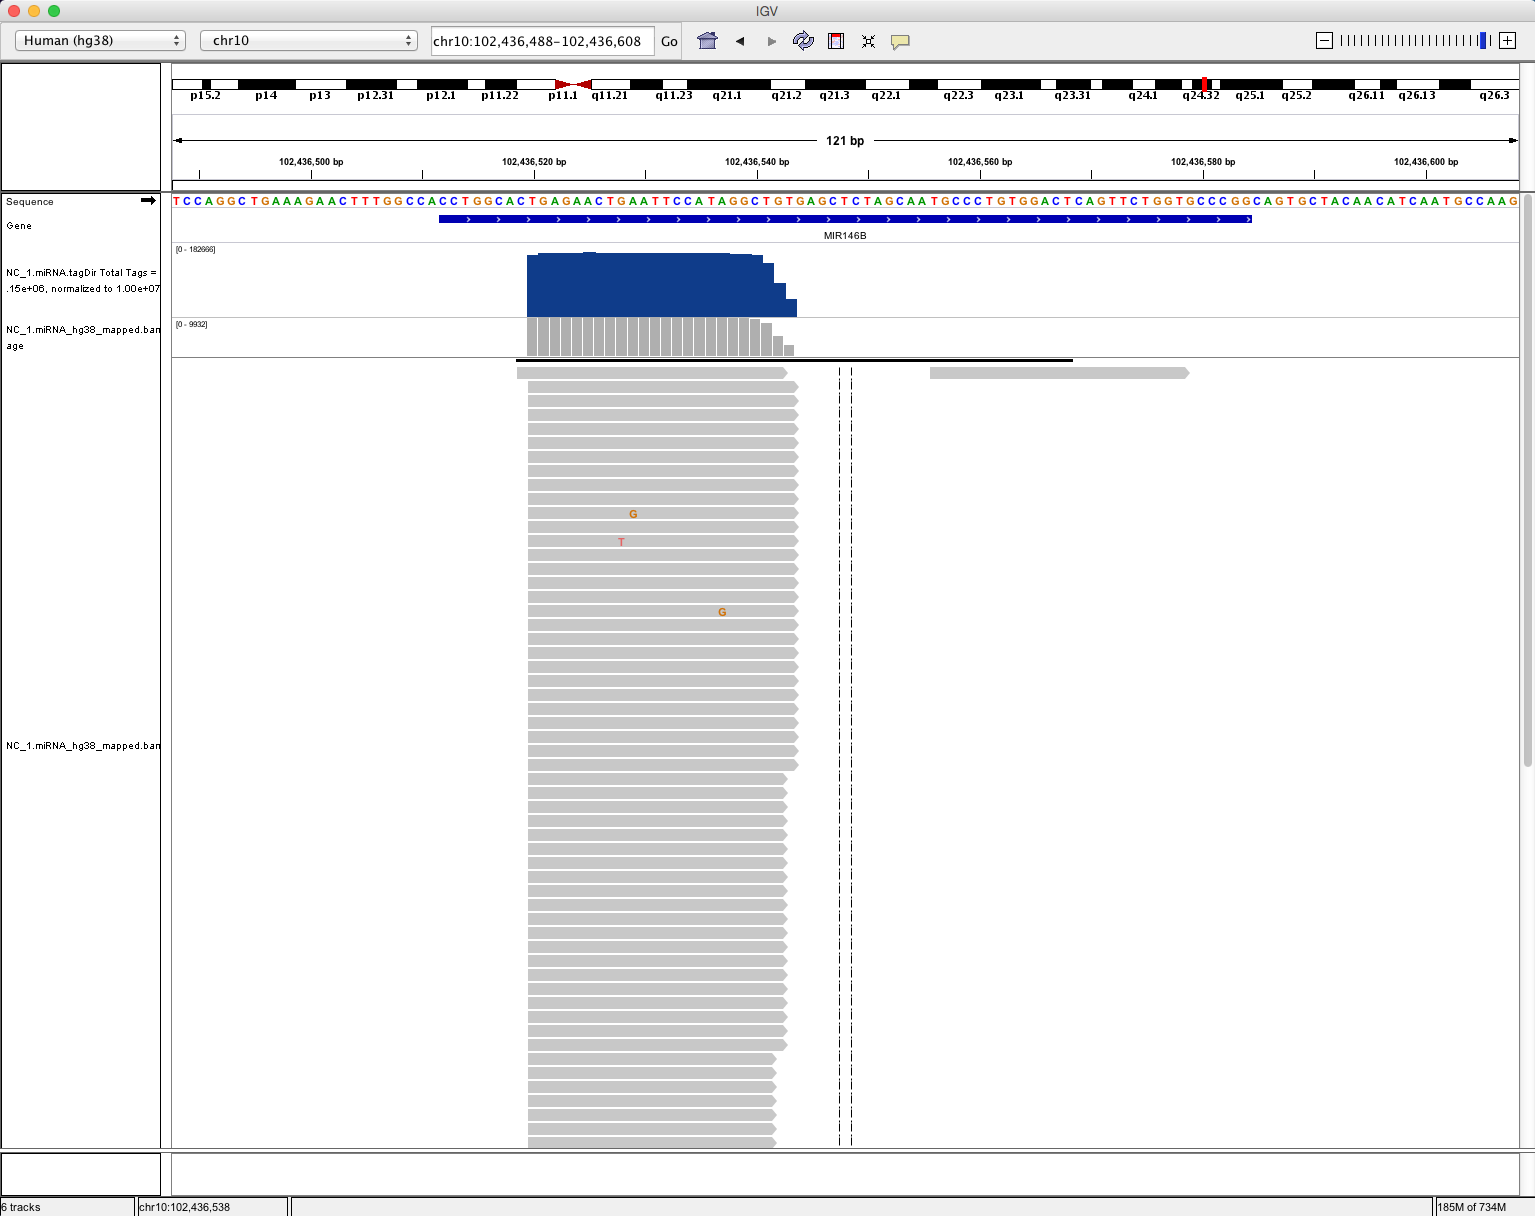 IGV
Human (hg38) chr10 chr10:102,436,488-102,436,608 Go
p15.2 p14 p13 p12.31 p12.1 p11.22 p11.1 q11.21 q11.23 q21.1 q21.2 q21.3 q22.1 q22.3 q23.1 q23.31 q24.1 q24.32 q25.1 q25.2 q26.11 q26.13 q26.3
121 bp
102,436,500 bp 102,436,520 bp 102,436,540 bp 102,436,560 bp 102,436,580 bp 102,436,600 bp
Sequence
TCCAGGCTGAAAGAACTTTGGCCACCTGGCACTGAGAACTGAATTCCATAGGCTGTGAGCTCTAGCAATGCCCTGTGGACTCAGTTCTGGTGCCCGGCAGTGCTACAACATCAATGCCAAG
Gene
MIR146B
[0 - 182666]
NC_1.miRNA.tagDir Total Tags =
.15e+06, normalized to 1.00e+07
[0 - 9932]
NC_1.miRNA_hg38_mapped.bam
age
G
T
G
NC_1.miRNA_hg38_mapped.bam
6 tracks chr10:102,436,538 185M of 734M